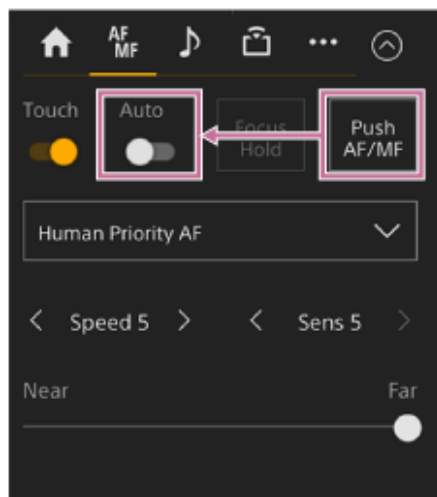 AF
MF
Touch
Auto
Focus
Hold
Push
AF/MF
Human Priority AF
Speed 5
Sens 5
Near
Far